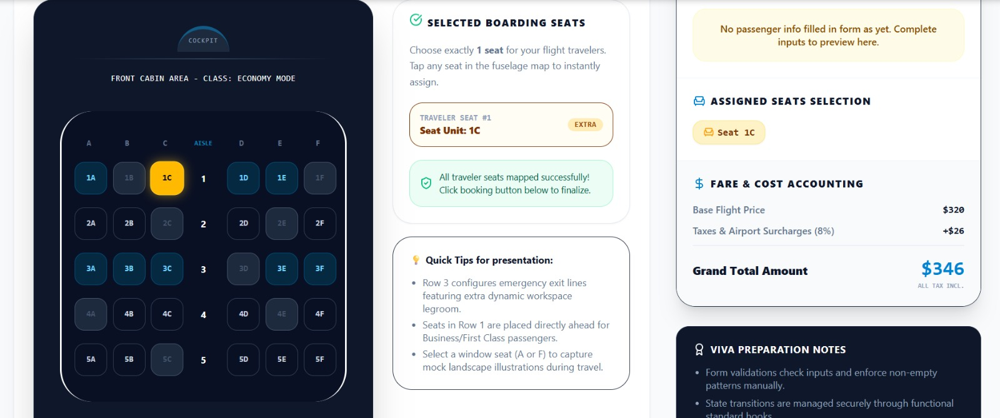 COCKPIT
FRONT CABIN AREA - CLASS: ECONOMY MODE
A B C AISLE D E F
1A 1B 1C 1 1D 1E 1F
2A 2B 2C 2 2D 2E 2F
3A 3B 3C 3 3D 3E 3F
4A 4B 4C 4 4D 4E 4F
5A 5B 5C 5 5D 5E 5F
SELECTED BOARDING SEATS
Choose exactly 1 seat for your flight travelers.
Tap any seat in the fuselage map to instantly
assign.
TRAVELER SEAT #1
Seat Unit: 1C
EXTRA
All traveler seats mapped successfully!
Click booking button below to finalize.
Quick Tips for presentation:
• Row 3 configures emergency exit lines
featuring extra dynamic workspace
legroom.
• Seats in Row 1 are placed directly ahead for
Business/First Class passengers.
• Select a window seat (A or F) to capture
mock landscape illustrations during travel.
No passenger info filled in form as yet. Complete
inputs to preview here.
ASSIGNED SEATS SELECTION
Seat 1C
FARE & COST ACCOUNTING
Base Flight Price $320
Taxes & Airport Surcharges (8%) +$26
Grand Total Amount $346
ALL TAX INCL.
VIVA PREPARATION NOTES
• Form validations check inputs and enforce non-empty
patterns manually.
• State transitions are managed securely through functional
standard hooks